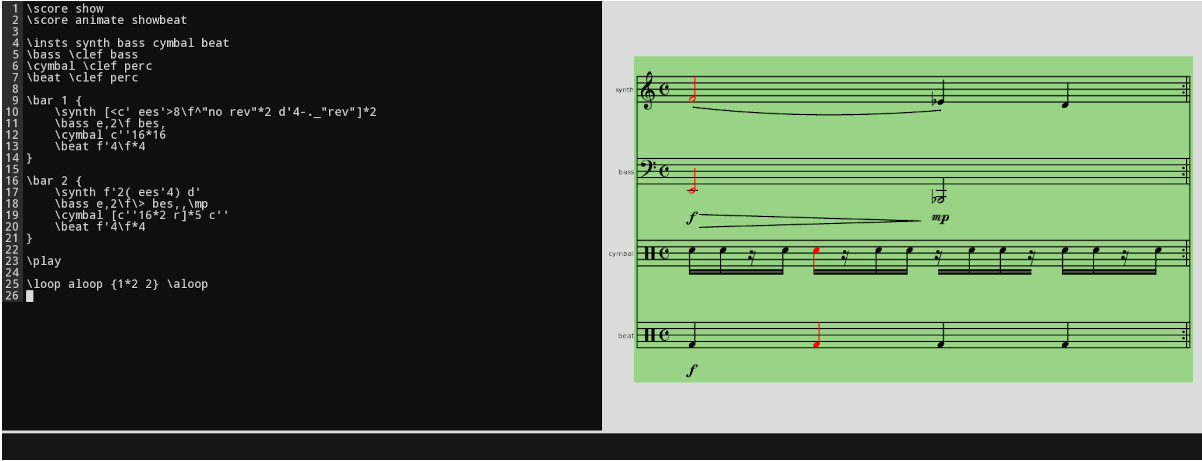 1 \score show
2 \score animate showbeat
3
4 \insts synth bass cymbal beat
5 \bass \clef bass
6 \cymbal \clef perc
7 \beat \clef perc
8
9 \bar 1 {
10 \synth [<c' ees'>8\f^"no rev"*2 d'4-._"rev"]*2
11 \bass e,2\f bes,
12 \cymbal c''16*16
13 \beat f'4\f*4
14 }
15
16 \bar 2 {
17 \synth f'2( ees'4) d'
18 \bass e,2\f\> bes,,\mp
19 \cymbal [c''16*2 r]*5 c''
20 \beat f'4\f*4
21 }
22
23 \play
24
25 \loop aloop {1*2 2} \aloop
26
synth
bass
f mp
cymbal
beat
f